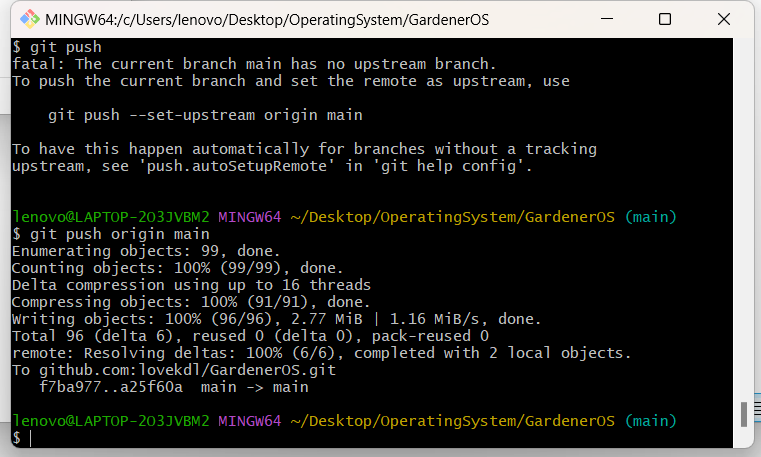 MINGW64:/c/Users/lenovo/Desktop/OperatingSystem/GardenerOS
$ git push
fatal: The current branch main has no upstream branch.
To push the current branch and set the remote as upstream, use
    git push --set-upstream origin main
To have this happen automatically for branches without a tracking
upstream, see 'push.autoSetupRemote' in 'git help config'.
lenovo@LAPTOP-2O3JVBM2 MINGW64 ~/Desktop/OperatingSystem/GardenerOS (main)
$ git push origin main
Enumerating objects: 99, done.
Counting objects: 100% (99/99), done.
Delta compression using up to 16 threads
Compressing objects: 100% (91/91), done.
Writing objects: 100% (96/96), 2.77 MiB | 1.16 MiB/s, done.
Total 96 (delta 6), reused 0 (delta 0), pack-reused 0
remote: Resolving deltas: 100% (6/6), completed with 2 local objects.
To github.com:lovekdl/GardenerOS.git
   f7ba977..a25f60a  main -> main
lenovo@LAPTOP-2O3JVBM2 MINGW64 ~/Desktop/OperatingSystem/GardenerOS (main)
$